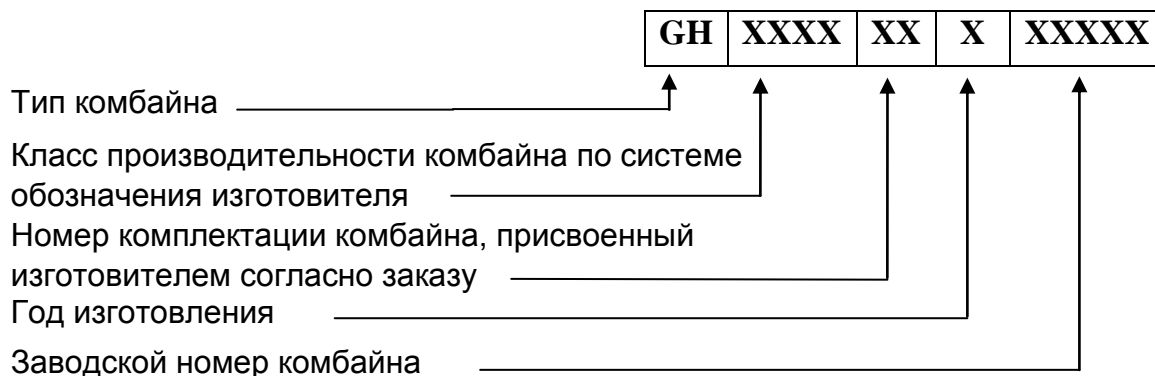 GH XXXX XX X XXXXX
Тип комбайна
Класс производительности комбайна по системе
обозначения изготовителя
Номер комплектации комбайна, присвоенный
изготовителем согласно заказу
Год изготовления
Заводской номер комбайна